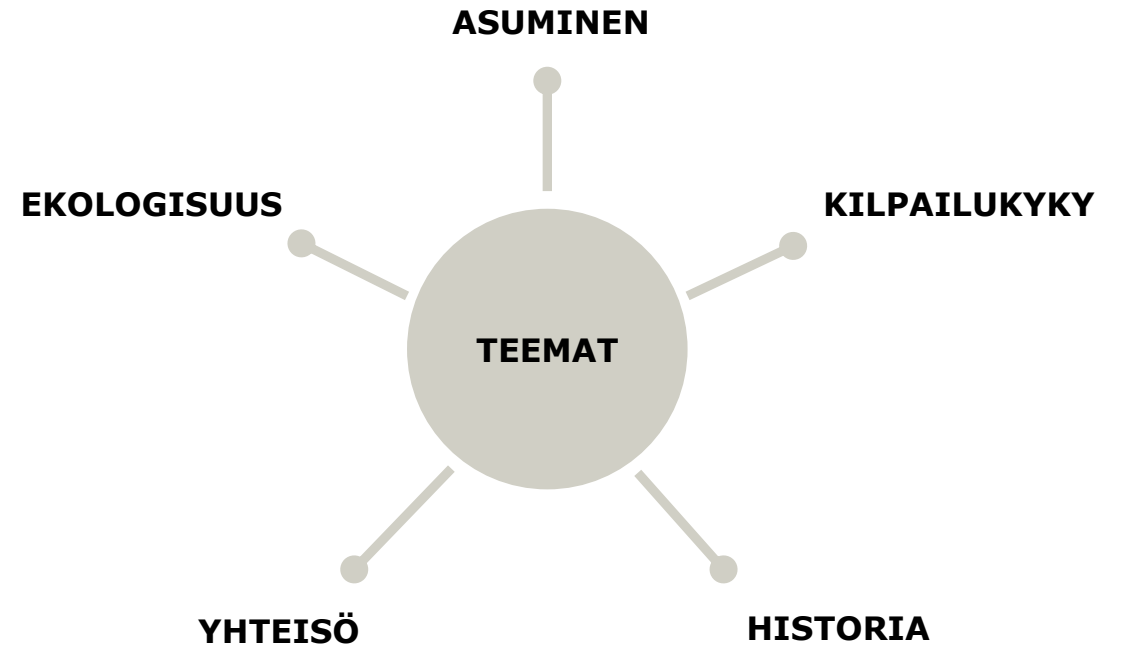 ASUMINEN
EKOLOGISUUS
KILPAILUKYKY
TEEMAT
YHTEISÖ
HISTORIA